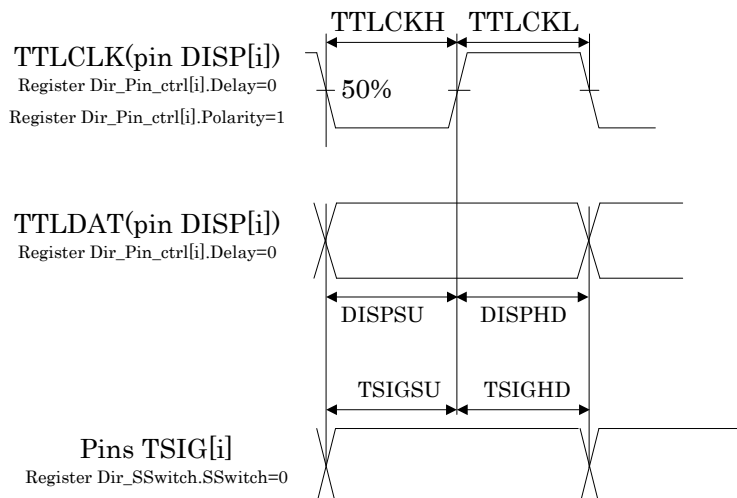 TTLCKH TTLCKL
TTLCLK(pin DISP[i])
Register Dir_Pin_ctrl[i].Delay=0
50%
Register Dir_Pin_ctrl[i].Polarity=1
TTLDAT(pin DISP[i])
Register Dir_Pin_ctrl[i].Delay=0
DISPSU DISPHD
TSIGSU TSIGHD
Pins TSIG[i]
Register Dir_SSwitch.SSwitch=0